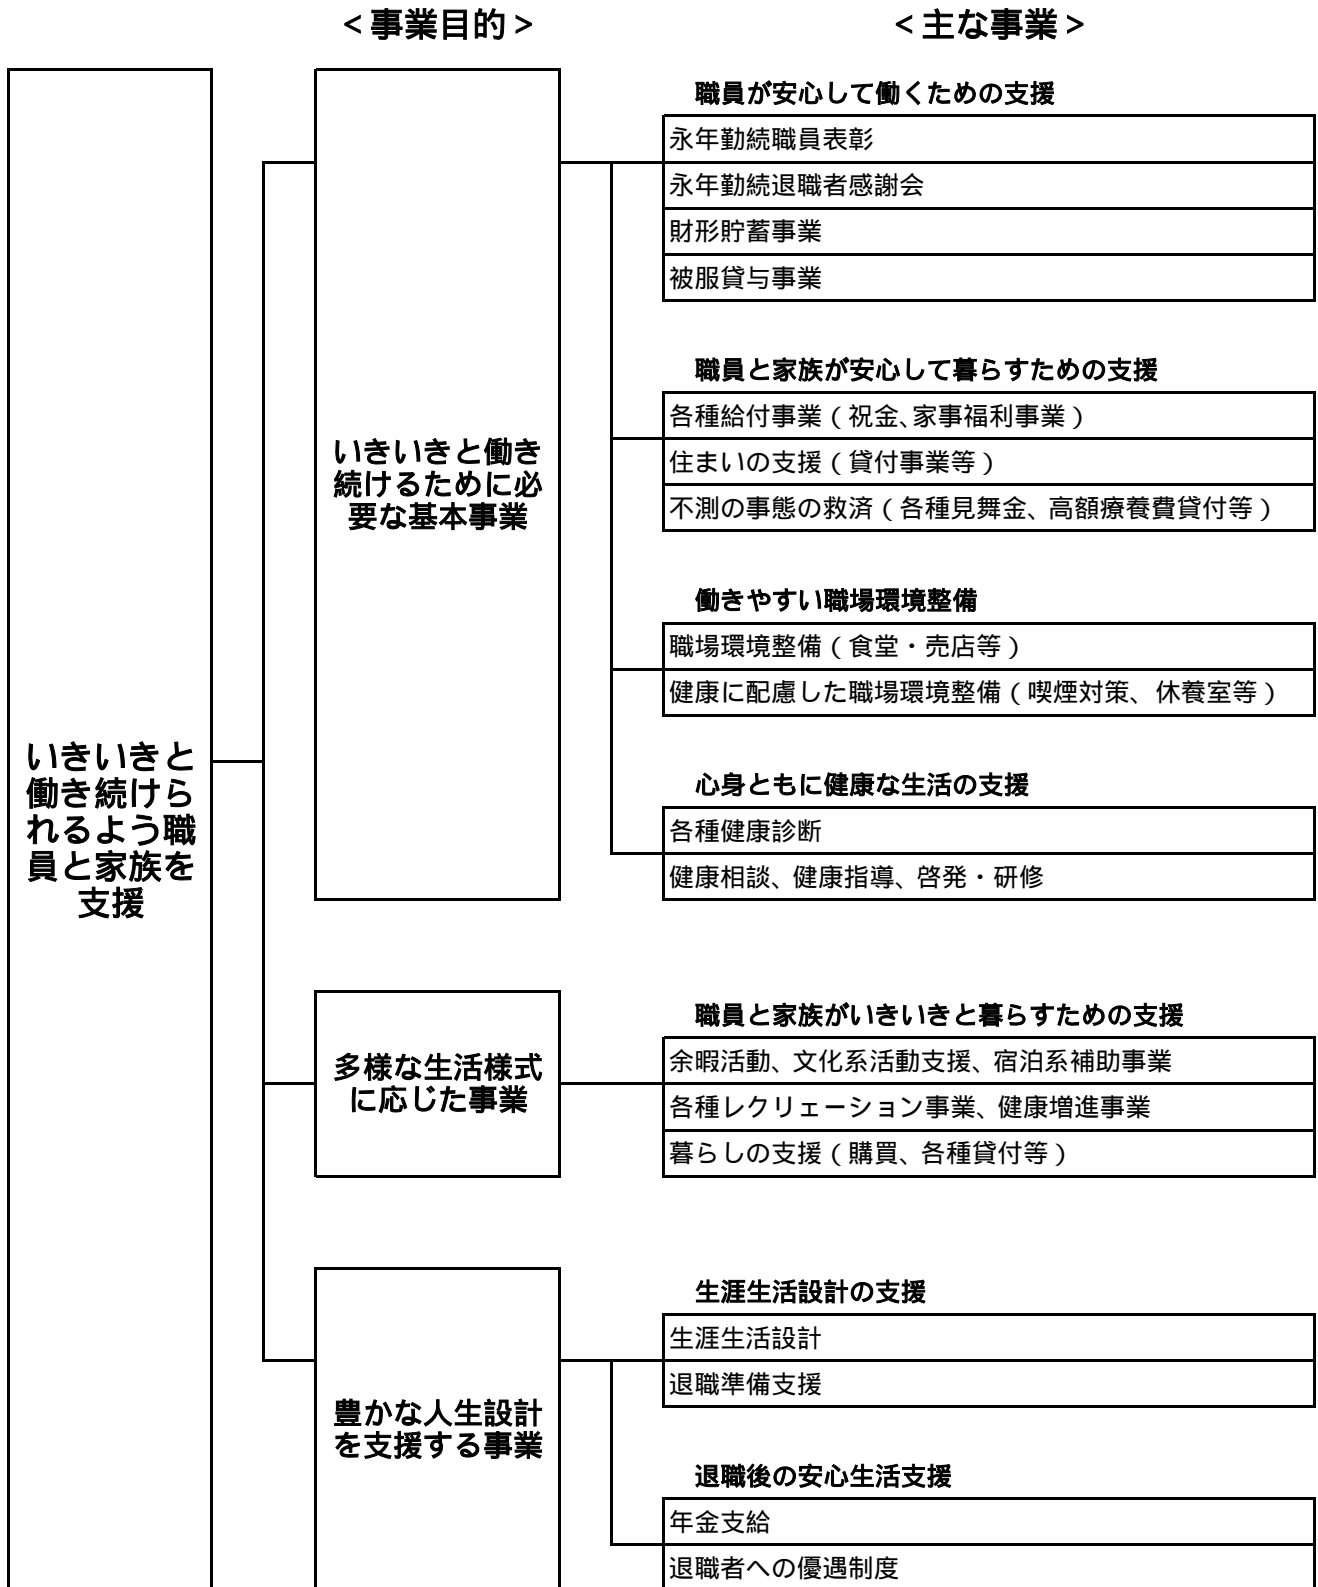 ＜事業目的＞
＜主な事業＞
いきいきと
働き続けら
れるよう職
員と家族を
支援
いきいきと働き
続けるために必
要な基本事業
職員が安心して働くための支援
永年勤続職員表彰
永年勤続退職者感謝会
財形貯蓄事業
被服貸与事業
職員と家族が安心して暮らすための支援
各種給付事業（祝金、家事福利事業）
住まいの支援（貸付事業等）
不測の事態の救済（各種見舞金、高額療養費貸付等）
働きやすい職場環境整備
職場環境整備（食堂・売店等）
健康に配慮した職場環境整備（喫煙対策、休養室等）
心身ともに健康な生活の支援
各種健康診断
健康相談、健康指導、啓発・研修
多様な生活様式
に応じた事業
職員と家族がいきいきと暮らすための支援
余暇活動、文化系活動支援、宿泊系補助事業
各種レクリェーション事業、健康増進事業
暮らしの支援（購買、各種貸付等）
豊かな人生設計
を支援する事業
生涯生活設計の支援
生涯生活設計
退職準備支援
退職後の安心生活支援
年金支給
退職者への優遇制度